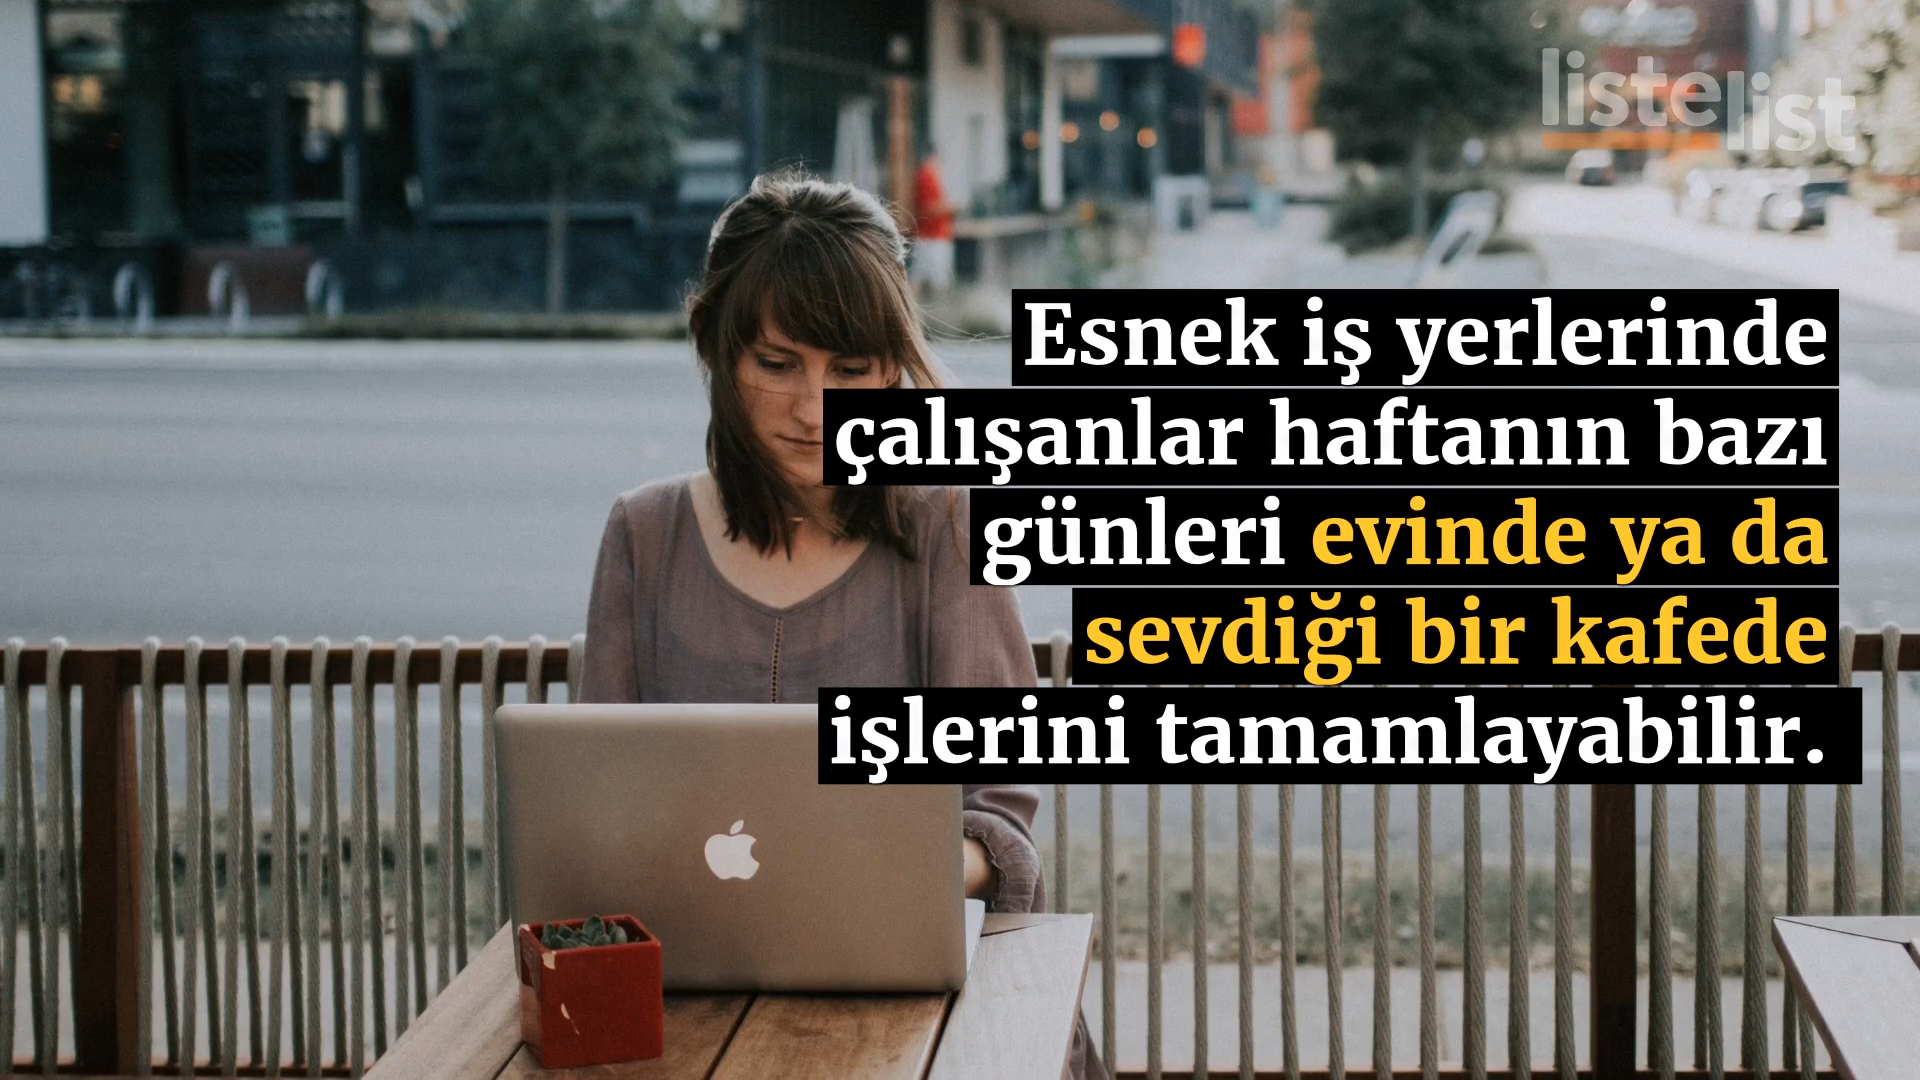 listelist
Esnek iş yerlerinde
çalışanlar haftanın bazı
günleri evinde ya da
sevdiği bir kafede
işlerini tamamlayabilir.